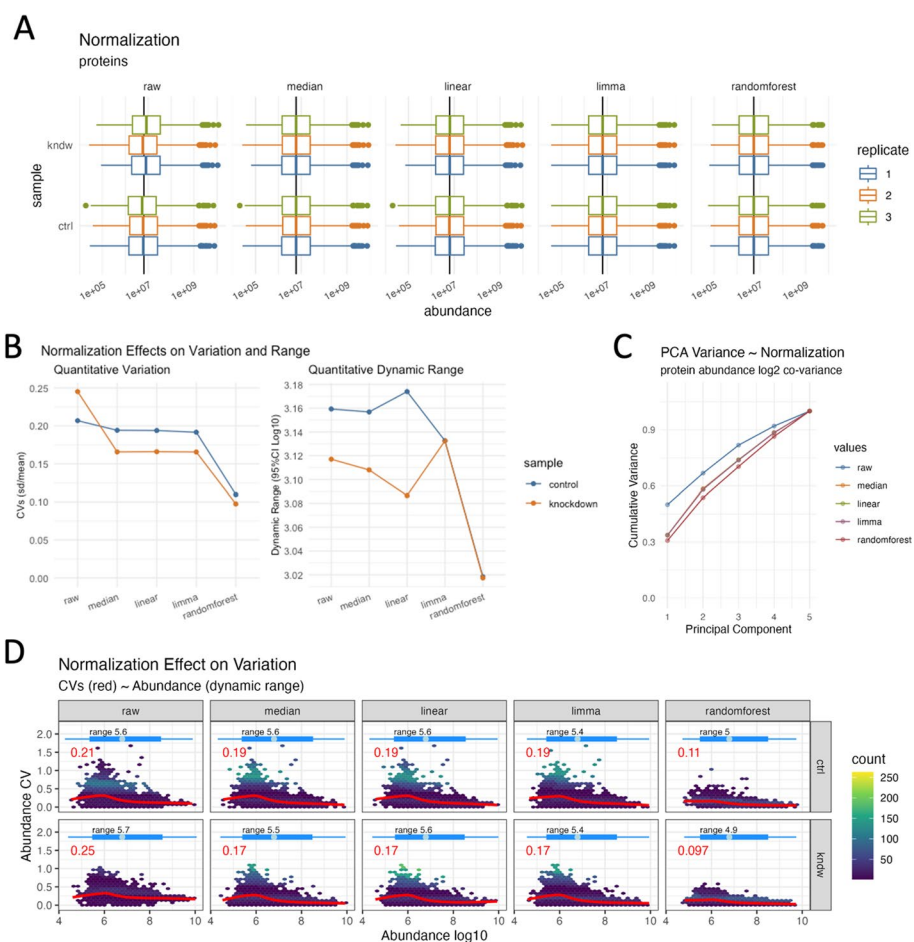 A
Normalization
proteins
raw
median
linear
limma
randomforest
sample
kndw
ctrl
1e+05
1e+07
1e+09
1e+05
1e+07
1e+09
1e+05
1e+07
1e+09
1e+05
1e+07
1e+09
1e+05
1e+07
1e+09
abundance
replicate
1
2
3
B
Normalization Effects on Variation and Range
Quantitative Variation
CVs (sd/mean)
0.25
0.20
0.15
0.10
0.05
0.00
raw
median
linear
limma
randomforest
Quantitative Dynamic Range
Dynamic Range (95%CI Log10)
3.18
3.16
3.14
3.12
3.10
3.08
3.06
3.04
3.02
raw
median
linear
limma
randomforest
sample
control
knockdown
C
PCA Variance ~ Normalization
protein abundance log2 co-variance
Cumulative Variance
0.9
0.6
0.3
0.0
1
2
3
4
5
Principal Component
values
raw
median
linear
limma
randomforest
D
Normalization Effect on Variation
CVs (red) ~ Abundance (dynamic range)
raw
median
linear
limma
randomforest
Abundance CV
2.0
1.5
1.0
0.5
0.0
range 5.6
0.21
range 5.6
0.19
range 5.6
0.19
range 5.4
0.19
range 5
0.11
ctrl
2.0
1.5
1.0
0.5
0.0
range 5.7
0.25
range 5.5
0.17
range 5.6
0.17
range 5.4
0.17
range 4.9
0.097
kndw
4
6
8
10
4
6
8
10
4
6
8
10
4
6
8
10
4
6
8
10
Abundance log10
count
250
200
150
100
50